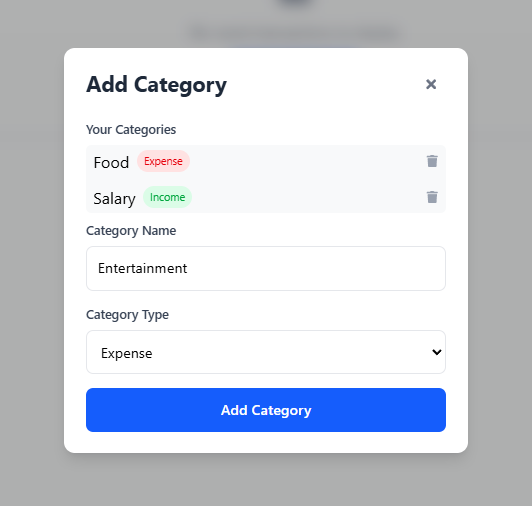 Add Category
Your Categories
Food Expense
Salary Income
Category Name
Entertainment
Category Type
Expense
Add Category